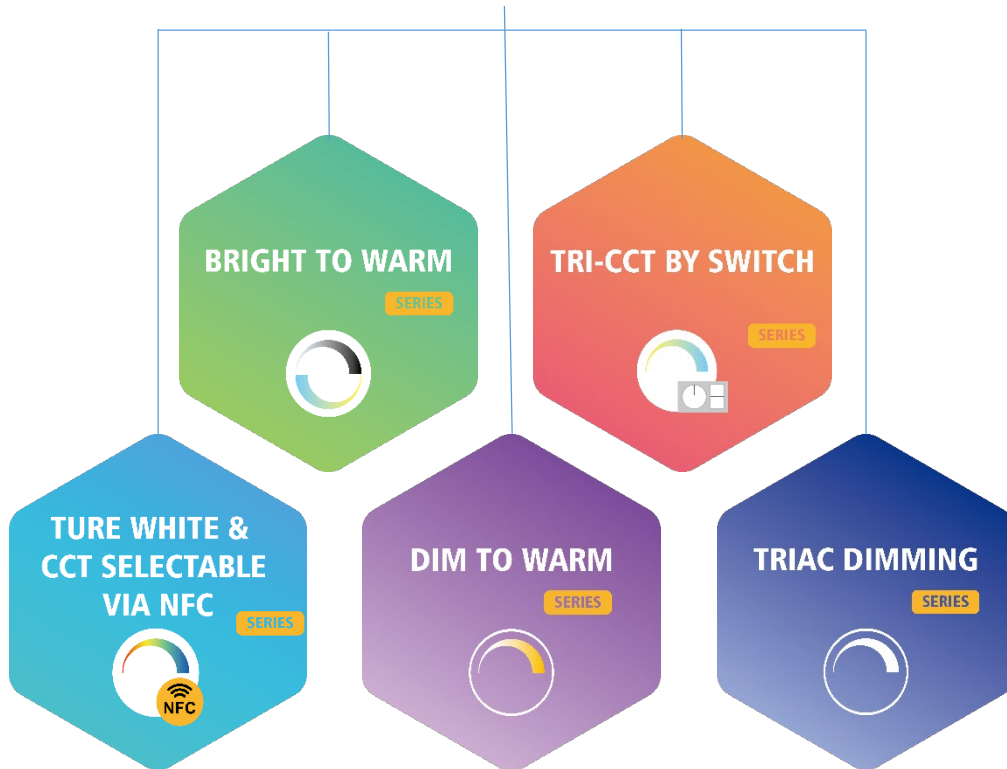 BRIGHT TO WARM
SERIES
TRI-CCT BY SWITCH
SERIES
TURE WHITE &
CCT SELECTABLE
VIA NFC
SERIES
NFC
DIM TO WARM
SERIES
TRIAC DIMMING
SERIES